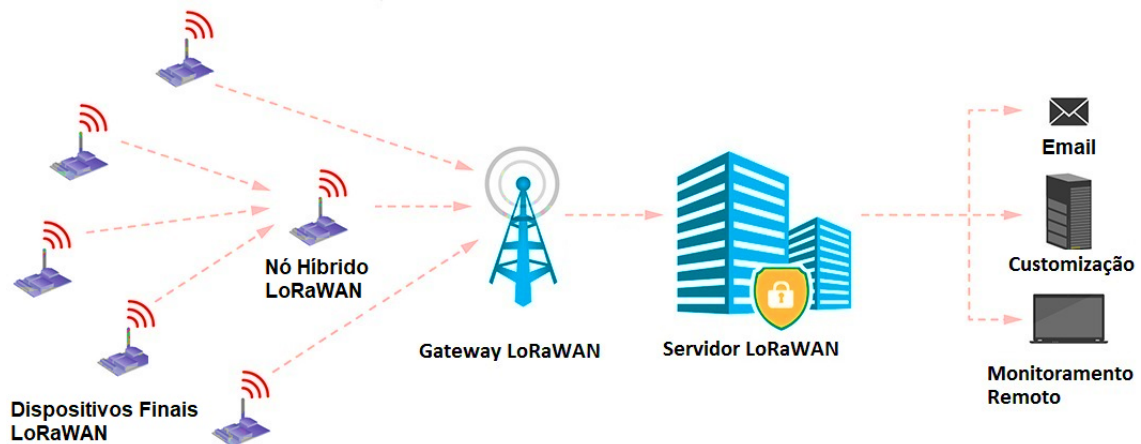 Email
Customização
Nó Híbrido
LoRaWAN
Gateway LoRaWAN
Servidor LoRaWAN
Monitoramento
Remoto
Dispositivos Finais
LoRaWAN